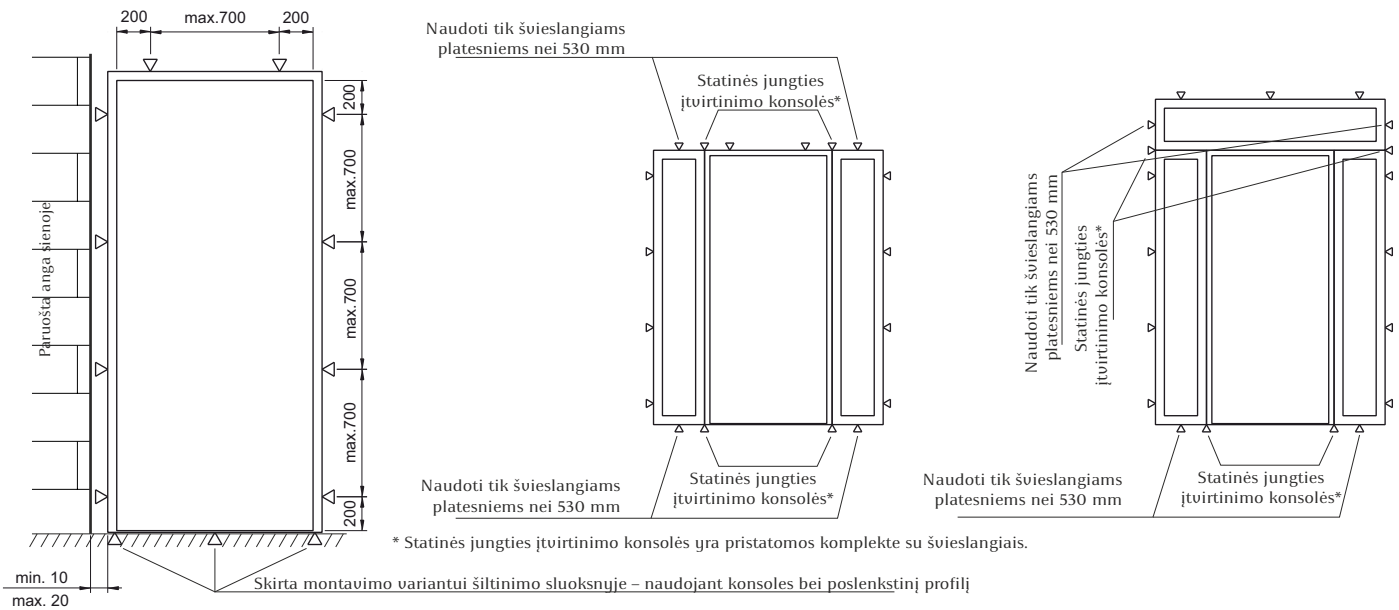 200
max.700
200
200
max.700
max.700
max.700
200
Paruošta anga sienoje
min. 10
max. 20
Naudoti tik švieslangiams
platesniems nei 530 mm
Statinės jungties
įtvirtinimo konsolės*
Naudoti tik švieslangiams
platesniems nei 530 mm
Statinės jungties
įtvirtinimo konsolės*
Naudoti tik švieslangiams
platesniems nei 530 mm
Statinės jungties
įtvirtinimo konsolės*
Naudoti tik švieslangiams
platesniems nei 530 mm
Statinės jungties
įtvirtinimo konsolės*
* Statinės jungties įtvirtinimo konsolės yra pristatomos komplekte su švieslangiais.
Skirta montavimo variantui šiltinimo sluoksnyje – naudojant konsoles bei poslenkstinį profilį